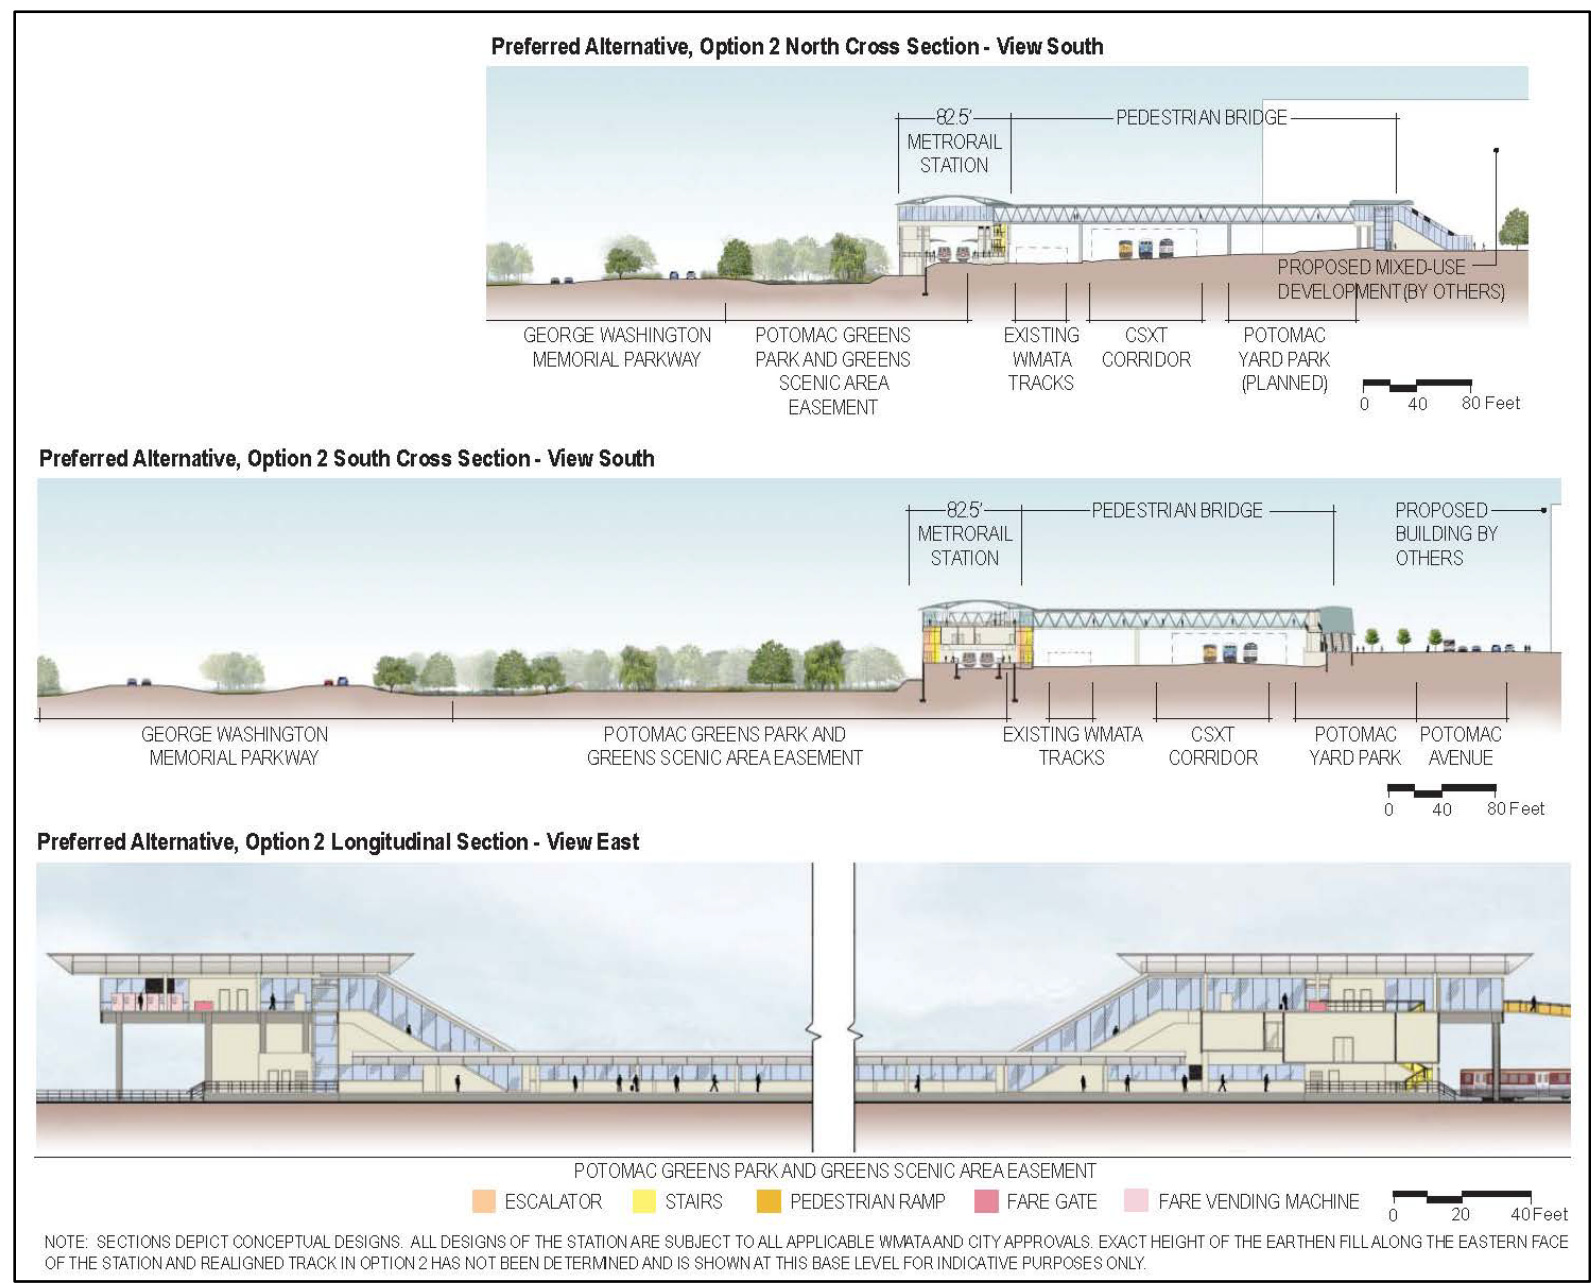 Preferred Alternative, Option 2 North Cross Section - View South
82.5'
METRORAIL
STATION
PEDESTRIAN BRIDGE
PROPOSED MIXED-USE
DEVELOPMENT (BY OTHERS)
GEORGE WASHINGTON
MEMORIAL PARKWAY
POTOMAC GREENS
PARK AND GREENS
SCENIC AREA
EASEMENT
EXISTING
WMATA
TRACKS
CSXT
CORRIDOR
POTOMAC
YARD PARK
(PLANNED)
0 40 80 Feet
Preferred Alternative, Option 2 South Cross Section - View South
82.5'
METRORAIL
STATION
PEDESTRIAN BRIDGE
PROPOSED
BUILDING BY
OTHERS
GEORGE WASHINGTON
MEMORIAL PARKWAY
POTOMAC GREENS PARK AND
GREENS SCENIC AREA EASEMENT
EXISTING WMATA
TRACKS
CSXT
CORRIDOR
POTOMAC
YARD PARK
POTOMAC
AVENUE
0 40 80 Feet
Preferred Alternative, Option 2 Longitudinal Section - View East
POTOMAC GREENS PARK AND GREENS SCENIC AREA EASEMENT
ESCALATOR STAIRS PEDESTRIAN RAMP FARE GATE FARE VENDING MACHINE
0 20 40 Feet
NOTE: SECTIONS DEPICT CONCEPTUAL DESIGNS. ALL DESIGNS OF THE STATION ARE SUBJECT TO ALL APPLICABLE WMATA AND CITY APPROVALS. EXACT HEIGHT OF THE EARTHEN FILL ALONG THE EASTERN FACE
OF THE STATION AND REALIGNED TRACK IN OPTION 2 HAS NOT BEEN DETERMINED AND IS SHOWN AT THIS BASE LEVEL FOR INDICATIVE PURPOSES ONLY.